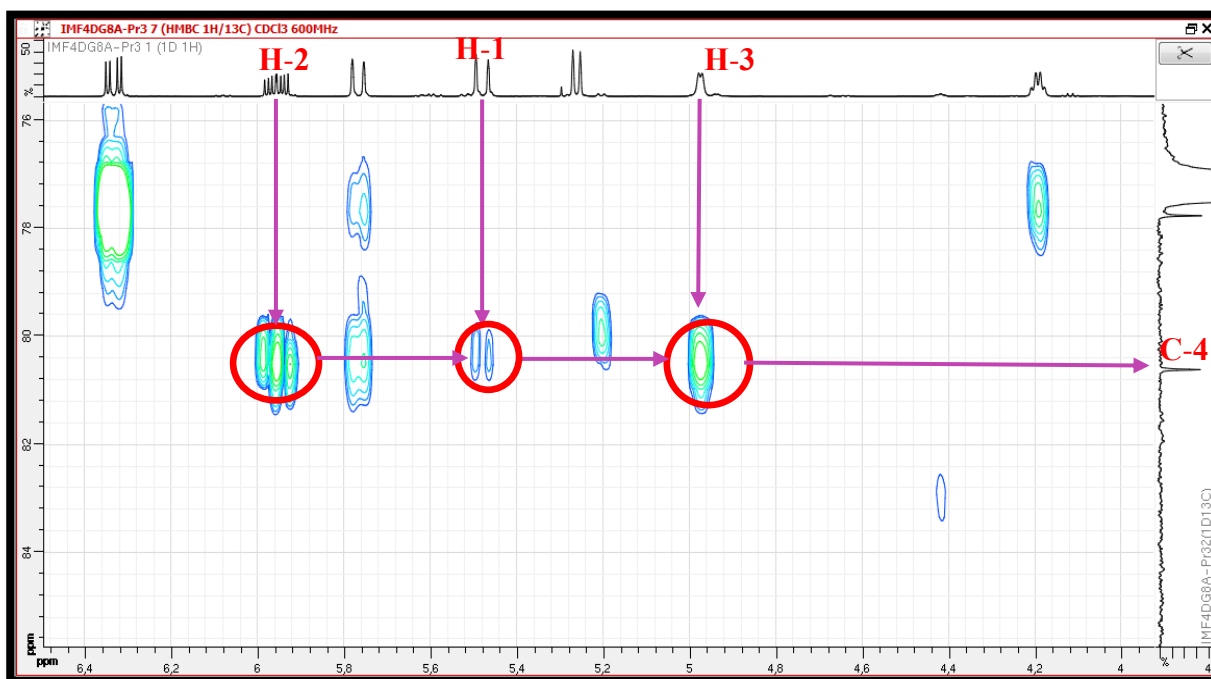 IMF4DG8A-Pr3 7 (HMBC 1H/13C) CDCl3 600MHz
IMF4DG8A-Pr3 1 (1D 1H)
50
%
H-2
H-1
H-3
76
78
80
82
84
C-4
IMF4DG8A-Pr32(1D13C)
ppm
ppm
6,4
6,2
6
5,8
5,6
5,4
5,2
5
4,8
4,6
4,4
4,2
4
%
4